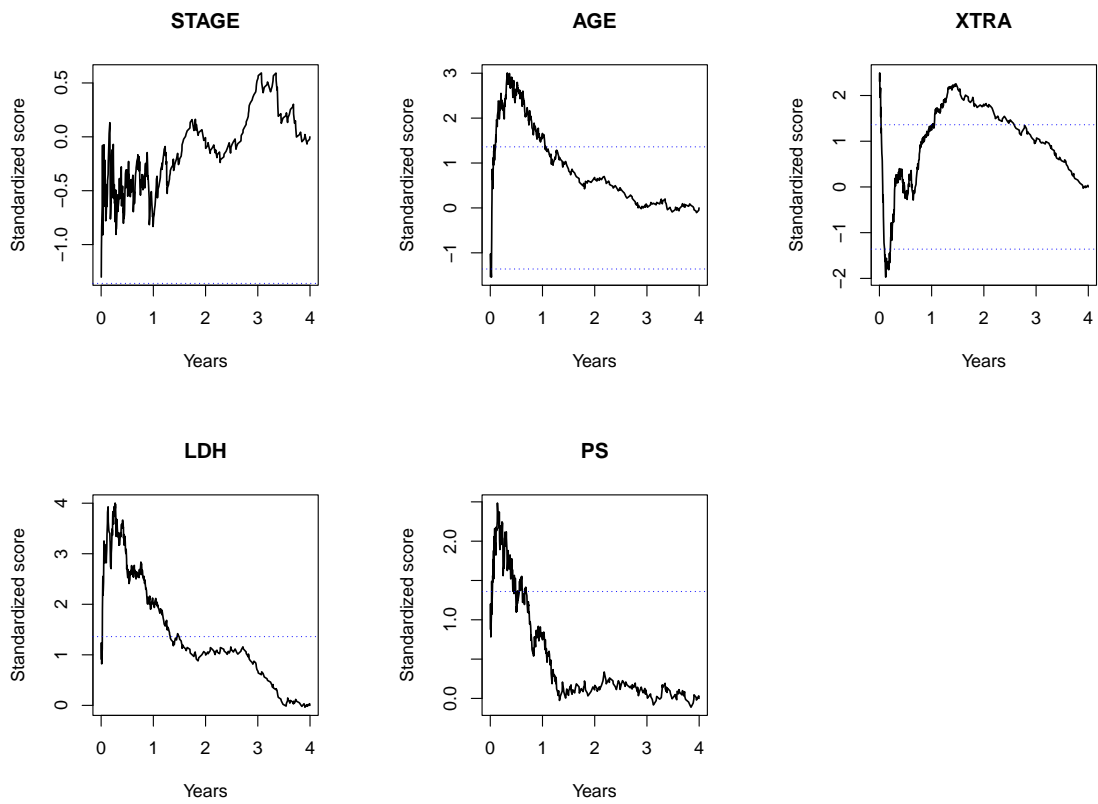 STAGE
Standardized score
0.5
0.0
−0.5
−1.0
0 1 2 3 4
Years
AGE
Standardized score
3
2
1
0
−1
0 1 2 3 4
Years
XTRA
Standardized score
2
1
0
−1
−2
0 1 2 3 4
Years
LDH
Standardized score
4
3
2
1
0
0 1 2 3 4
Years
PS
Standardized score
2.0
1.0
0.0
0 1 2 3 4
Years